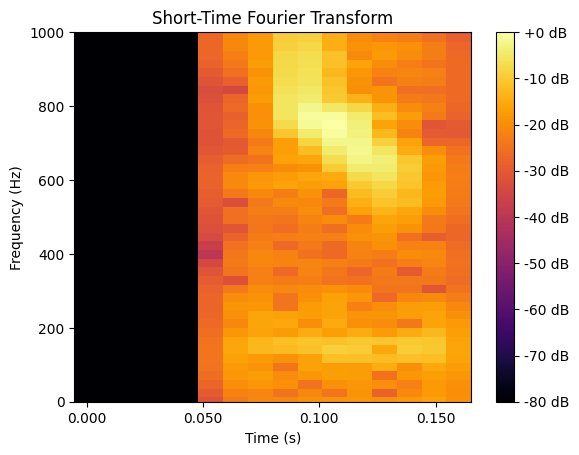 Short-Time Fourier Transform
1000
800
600
400
200
0
Frequency (Hz)
0.000
0.050
0.100
0.150
Time (s)
+0 dB
-10 dB
-20 dB
-30 dB
-40 dB
-50 dB
-60 dB
-70 dB
-80 dB